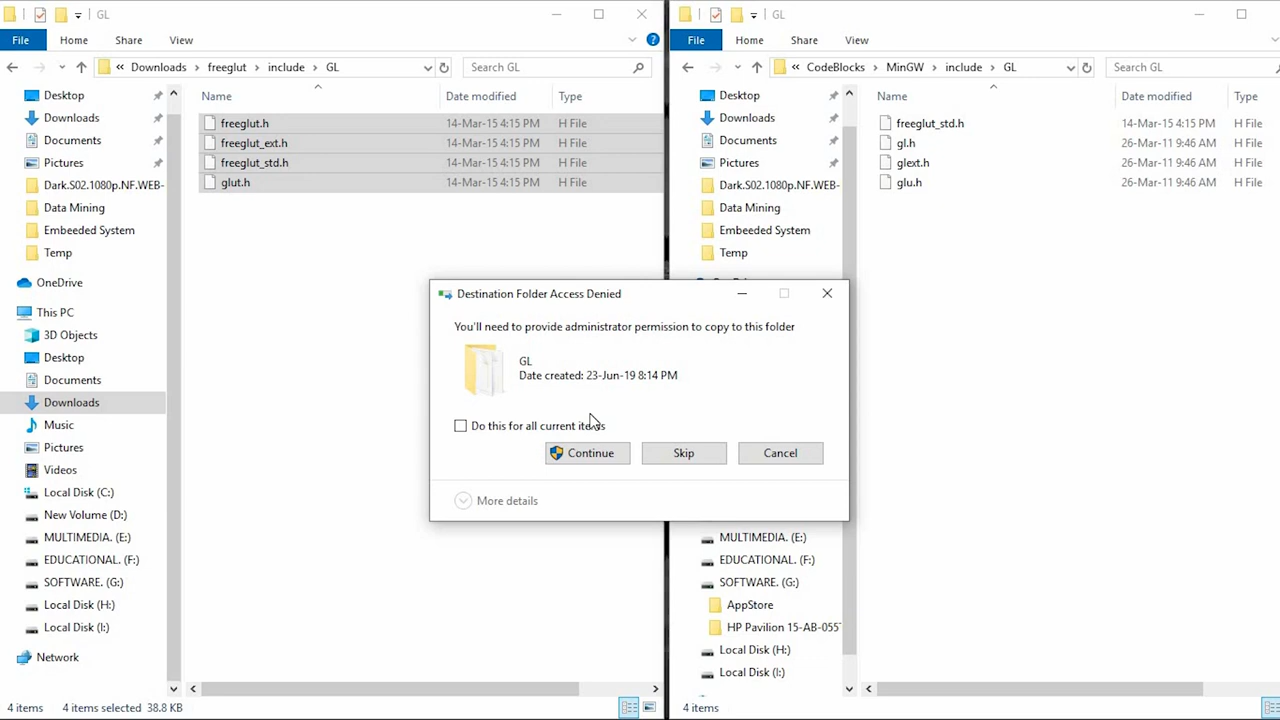 GL
File
Home
Share
View
« Downloads › freeglut › include › GL
Search GL
Desktop
Downloads
Documents
Pictures
Dark.S02.1080p.NF.WEB-
Data Mining
Embeeded System
Temp
OneDrive
This PC
3D Objects
Desktop
Documents
Downloads
Music
Pictures
Videos
Local Disk (C:)
New Volume (D:)
MULTIMEDIA. (E:)
EDUCATIONAL. (F:)
SOFTWARE. (G:)
Local Disk (H:)
Local Disk (I:)
Network
Name Date modified Type
freeglut.h 14-Mar-15 4:15 PM H File
freeglut_ext.h 14-Mar-15 4:15 PM H File
freeglut_std.h 14-Mar-15 4:15 PM H File
glut.h 14-Mar-15 4:15 PM H File
4 items 4 items selected 38.8 KB
Destination Folder Access Denied
You'll need to provide administrator permission to copy to this folder
GL
Date created: 23-Jun-19 8:14 PM
Do this for all current items
Continue
Skip
Cancel
More details
GL
File
Home
Share
View
« CodeBlocks › MinGW › include › GL
Search GL
Desktop
Downloads
Documents
Pictures
Dark.S02.1080p.NF.WEB-
Data Mining
Embeeded System
Temp
MULTIMEDIA. (E:)
EDUCATIONAL. (F:)
SOFTWARE. (G:)
AppStore
HP Pavilion 15-AB-055T
Local Disk (H:)
Local Disk (I:)
Name Date modified Type
freeglut_std.h 14-Mar-15 4:15 PM H File
gl.h 26-Mar-11 9:46 AM H File
glext.h 26-Mar-11 9:46 AM H File
glu.h 26-Mar-11 9:46 AM H File
4 items